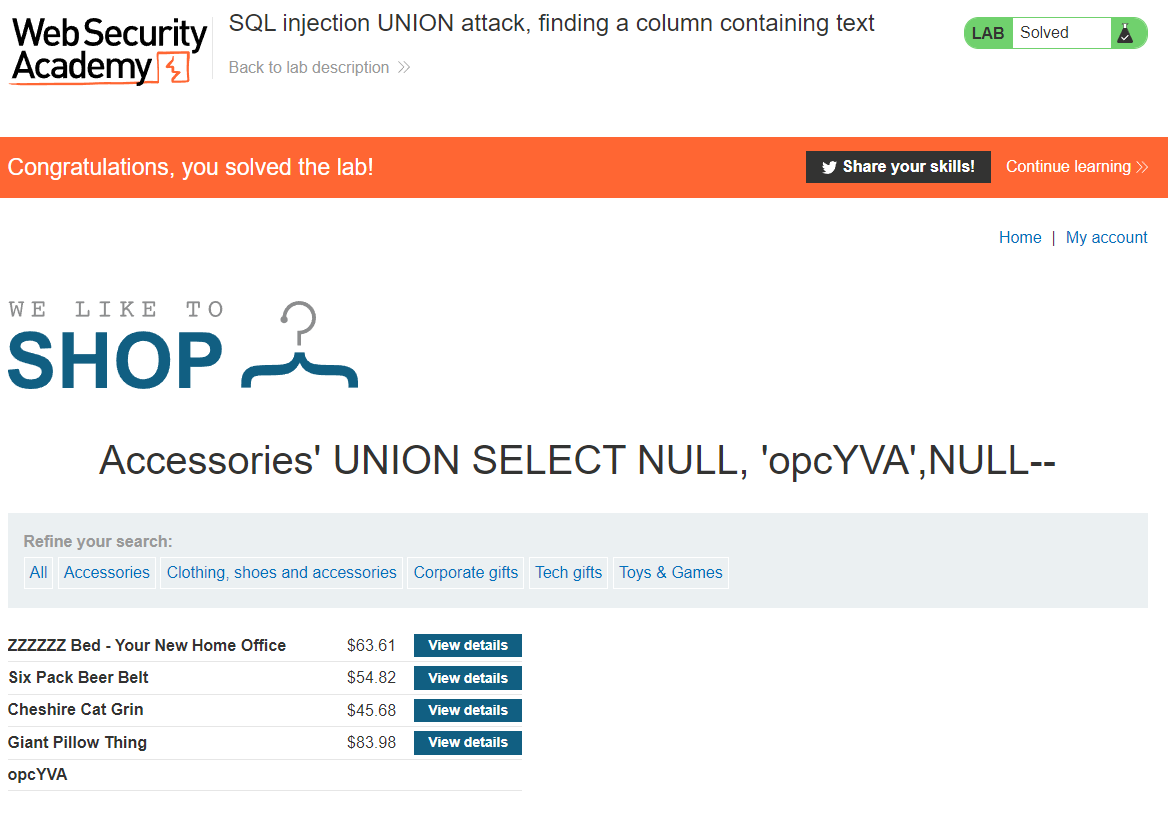 Web Security
Academy
SQL injection UNION attack, finding a column containing text
Back to lab description
LAB Solved
Congratulations, you solved the lab!
Share your skills!
Continue learning
Home | My account
WE LIKE TO
SHOP
Accessories' UNION SELECT NULL, 'opcYVA',NULL--
Refine your search:
All Accessories Clothing, shoes and accessories Corporate gifts Tech gifts Toys & Games
ZZZZZZ Bed - Your New Home Office $63.61 View details
Six Pack Beer Belt $54.82 View details
Cheshire Cat Grin $45.68 View details
Giant Pillow Thing $83.98 View details
opcYVA